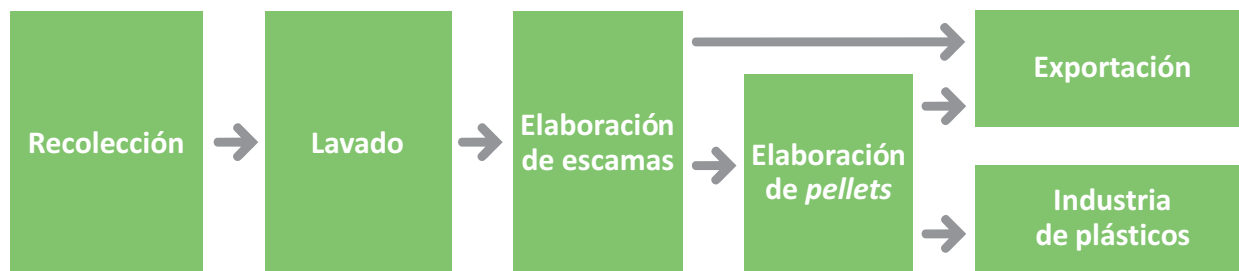 Recolección
Lavado
Elaboración
de escamas
Elaboración
de pellets
Exportación
Industria
de plásticos